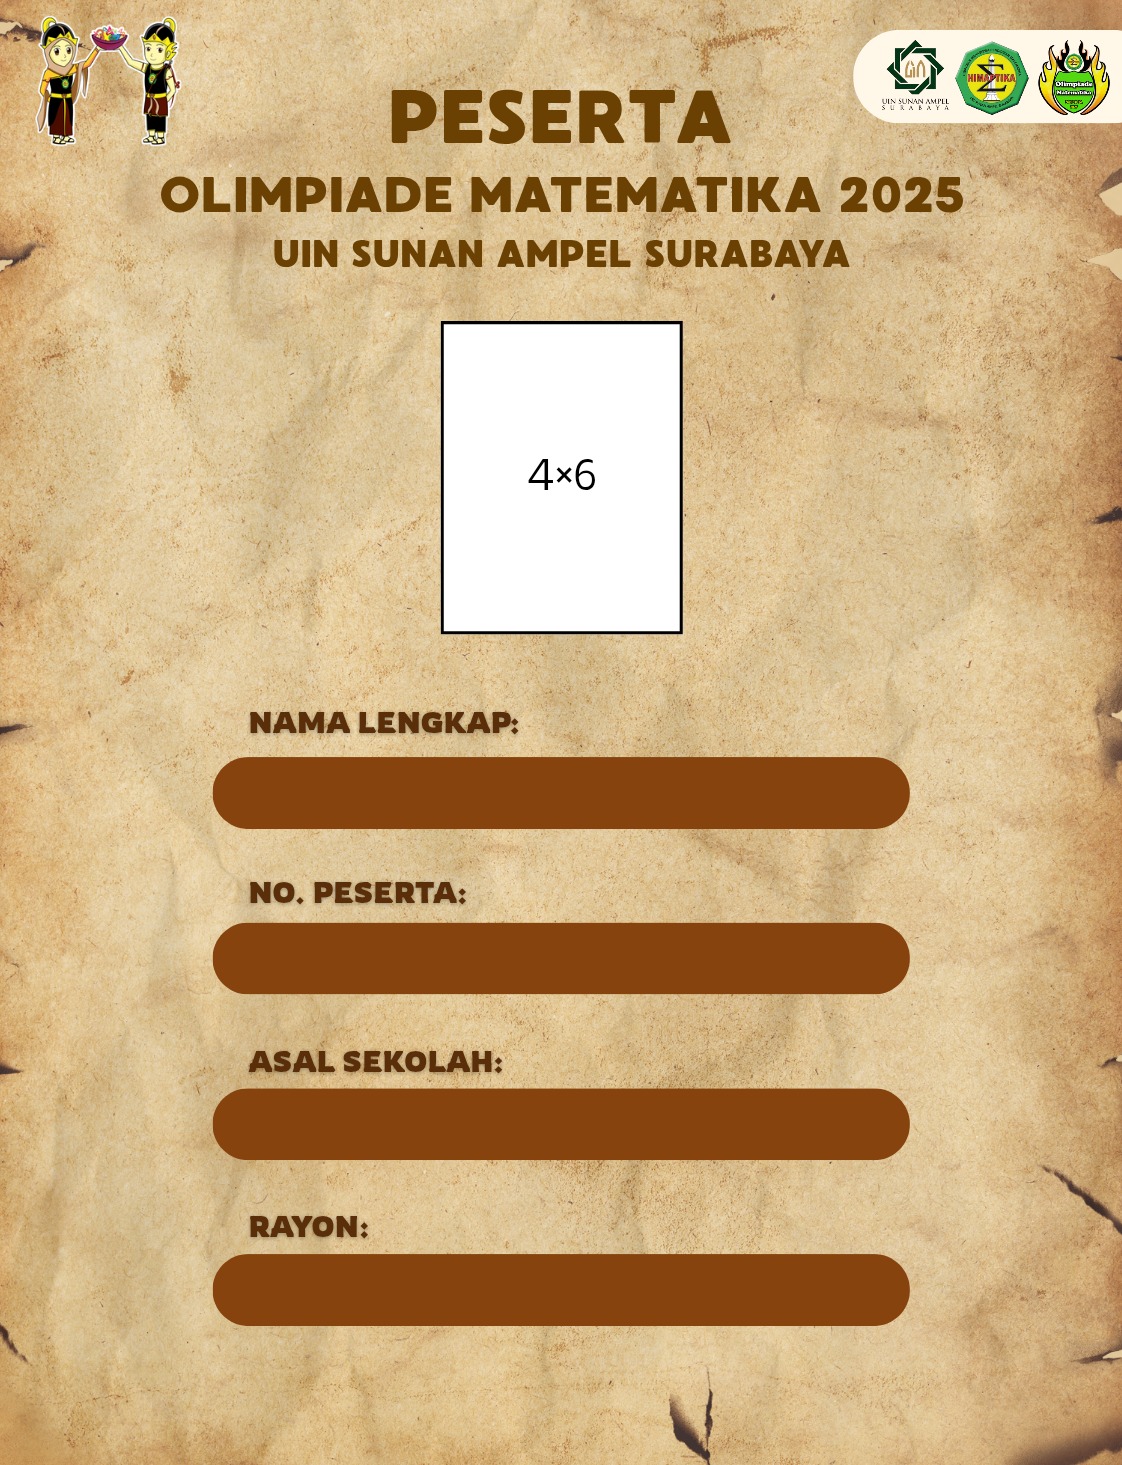 UIN SUNAN AMPEL
SURABAYA
HIMAPTIKA
Olimpiade
Matematika
PESERTA
OLIMPIADE MATEMATIKA 2025
UIN SUNAN AMPEL SURABAYA
4×6
NAMA LENGKAP:
NO. PESERTA:
ASAL SEKOLAH:
RAYON: